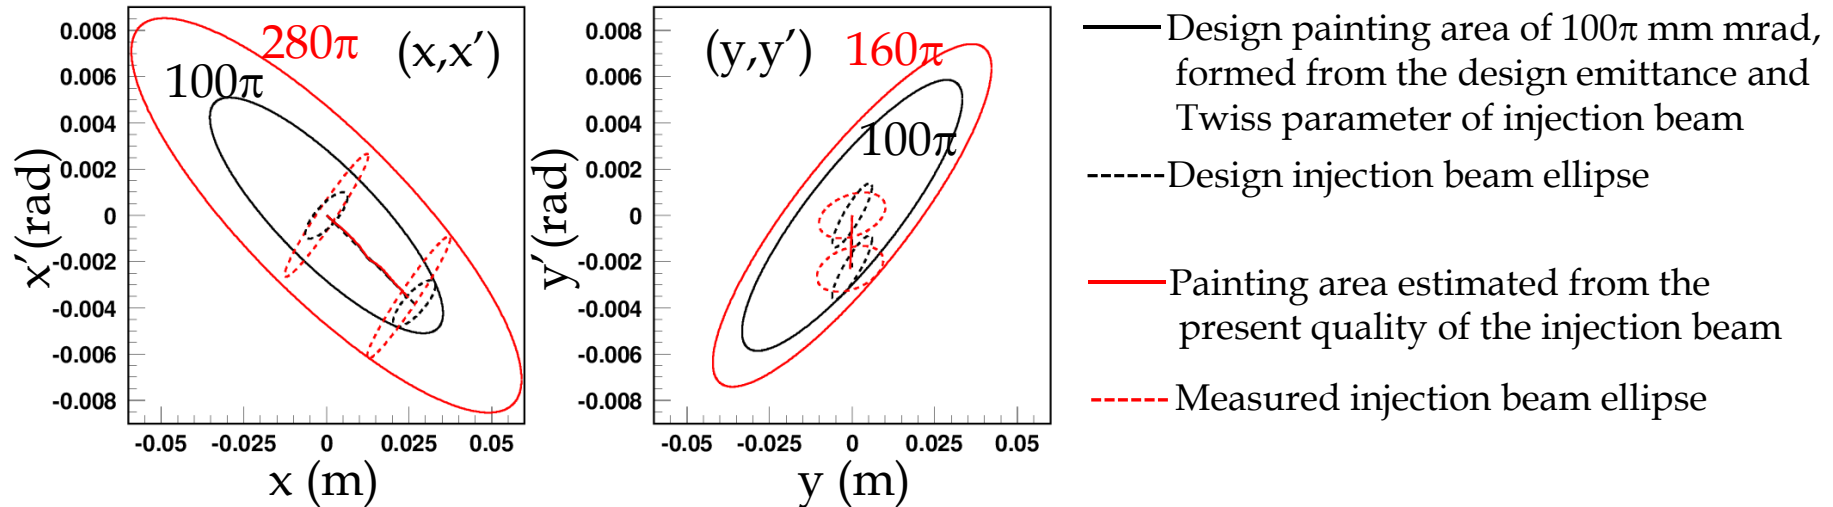 0.008
0.006
0.004
0.002
0
-0.002
-0.004
-0.006
-0.008
x′(rad)
280π
(x,x′)
100π
-0.05 -0.025 0 0.025 0.05
x (m)
0.008
0.006
0.004
0.002
0
-0.002
-0.004
-0.006
-0.008
y′(rad)
(y,y′)
160π
100π
-0.05 -0.025 0 0.025 0.05
y (m)
Design painting area of 100π mm mrad,
formed from the design emittance and
Twiss parameter of injection beam
Design injection beam ellipse
Painting area estimated from the
present quality of the injection beam
Measured injection beam ellipse